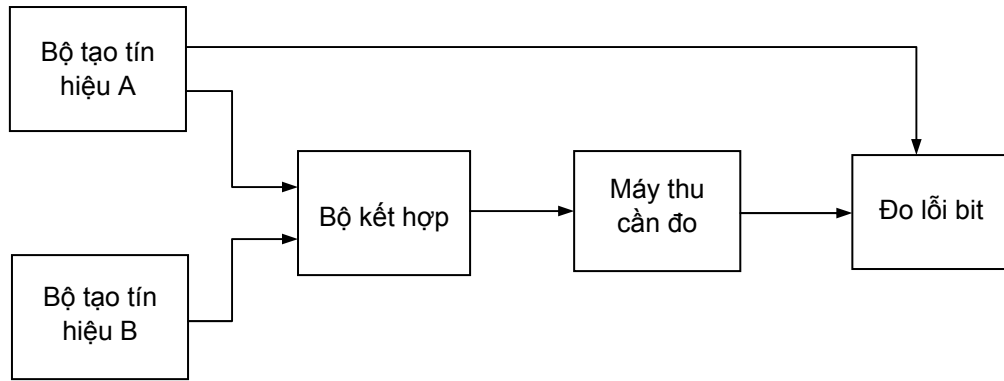 Bộ tạo tín
hiệu A
Bộ kết hợp
Máy thu
cần đo
Đo lỗi bit
Bộ tạo tín
hiệu B